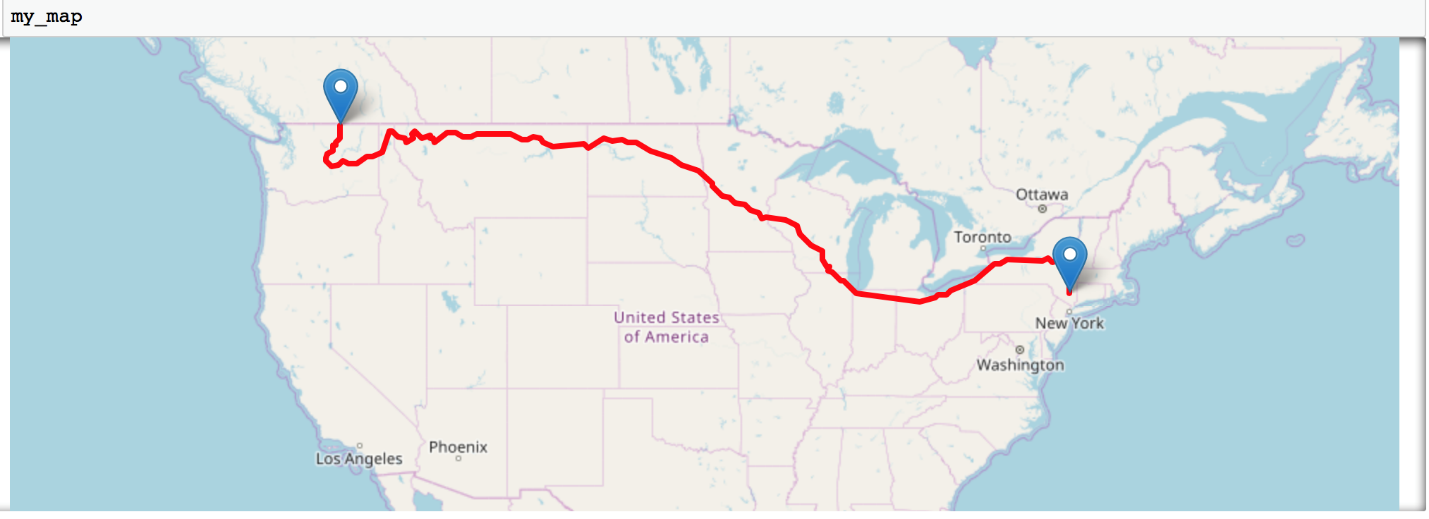 my_map
Ottawa
Toronto
United States
of America
New York
Washington
Phoenix
Los Angeles